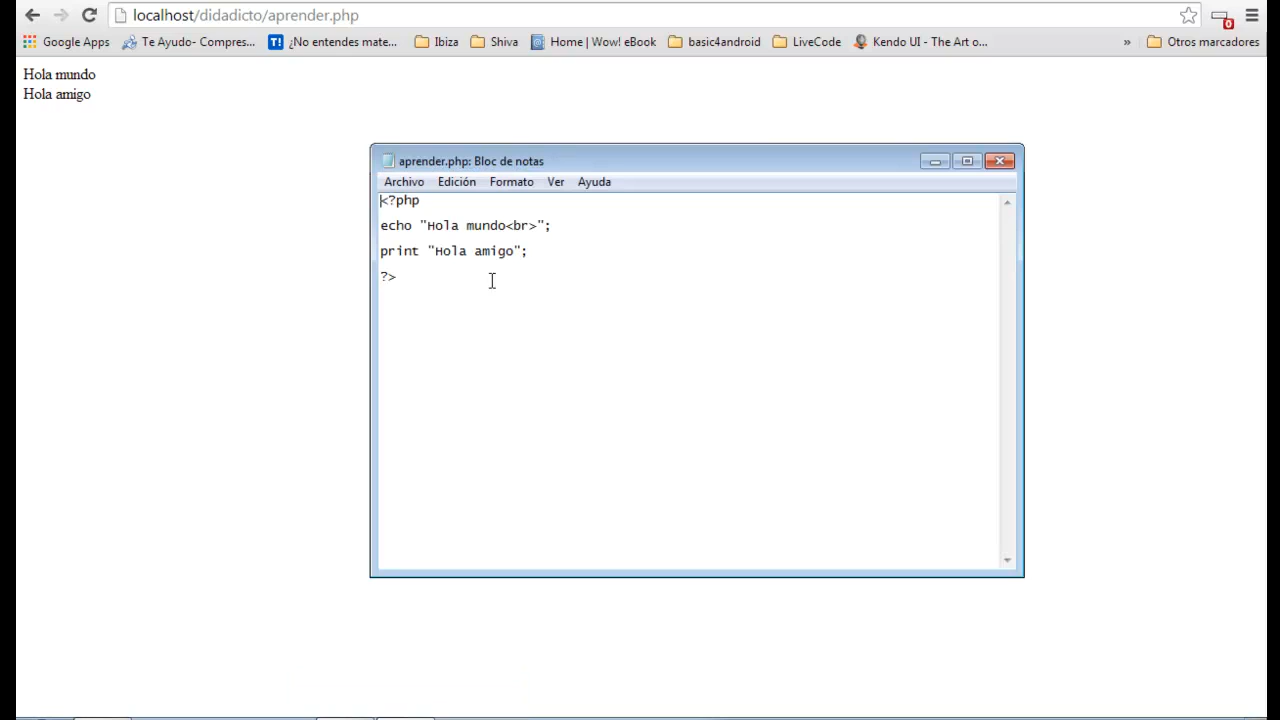 localhost/didadicto/aprender.php
0
Google Apps Te Ayudo- Compres... T! ¿No entendes mate... Ibiza Shiva Home | Wow! eBook basic4android LiveCode Kendo UI - The Art o... » Otros marcadores
Hola mundo
Hola amigo
aprender.php: Bloc de notas
Archivo Edición Formato Ver Ayuda
<?php
echo "Hola mundo<br>";
print "Hola amigo";
?>